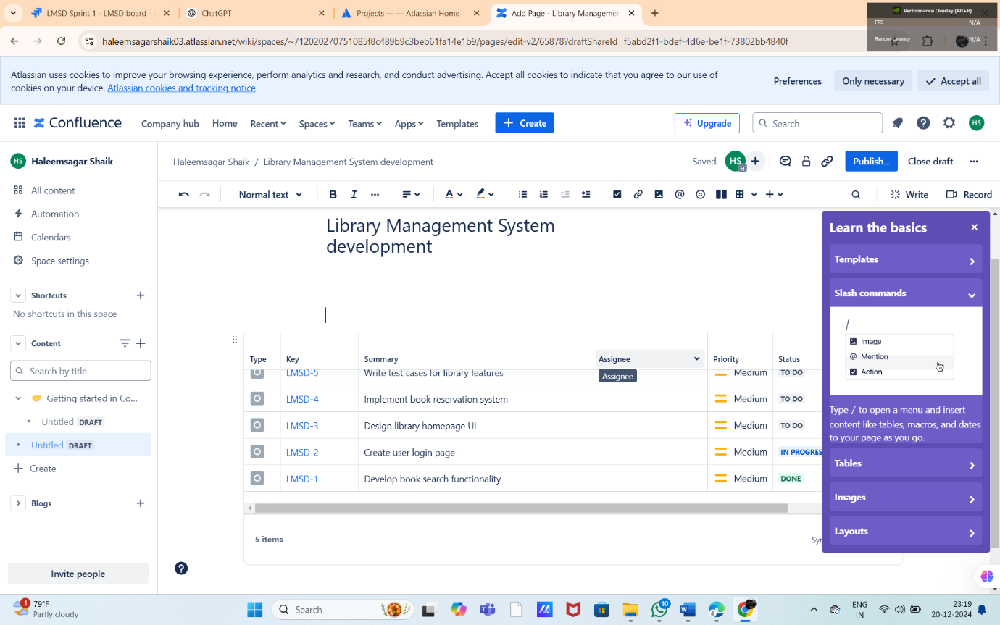 LMSD Sprint 1 - LMSD board -
ChatGPT
Projects — — Atlassian Home
Add Page - Library Managemen
Performance Overlay (Alt+R)
FPS
N/A
Render Latency
N/A
haleemsagarshaik03.atlassian.net/wiki/spaces/~712020270751085f8c489b9c3beb61fa14e1b9/pages/edit-v2/65878?draftShareId=f5abd2f1-bdef-4d6e-be1f-73802bb4840f
Atlassian uses cookies to improve your browsing experience, perform analytics and research, and conduct advertising. Accept all cookies to indicate that you agree to our use
of cookies on your device. Atlassian cookies and tracking notice
Preferences
Only necessary
Accept all
Confluence
Company hub
Home
Recent
Spaces
Teams
Apps
Templates
Create
Upgrade
Search
HS
HS Haleemsagar Shaik
Haleemsagar Shaik / Library Management System development
Saved
HS
H
Publish...
Close draft
All content
Automation
Calendars
Space settings
Shortcuts
No shortcuts in this space
Content
Search by title
Getting started in Co...
Untitled DRAFT
Untitled DRAFT
Create
Blogs
Invite people
Normal text
B I
A
Write
Record
Library Management System
development
Type Key Summary Assignee Priority Status
LMSD-5 Write test cases for library features Medium TO DO
Assignee
LMSD-4 Implement book reservation system Medium TO DO
LMSD-3 Design library homepage UI Medium TO DO
LMSD-2 Create user login page Medium IN PROGRES
LMSD-1 Develop book search functionality Medium DONE
5 items
Syn
Learn the basics
Templates
Slash commands
/
Image
@ Mention
Action
Type / to open a menu and insert
content like tables, macros, and dates
to your page as you go.
Tables
Images
Layouts
1
79°F
Partly cloudy
Search
10
ENG
IN
23:19
20-12-2024